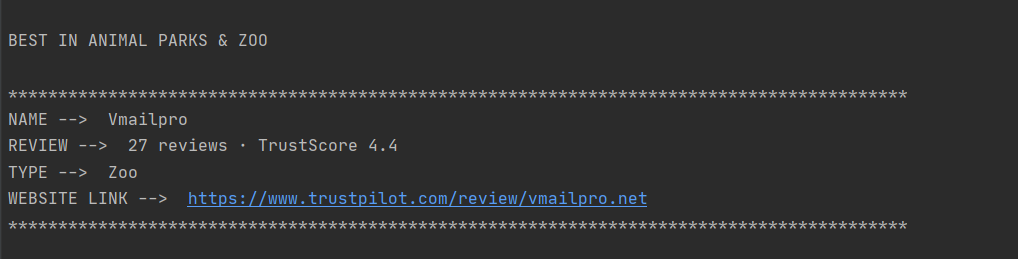 BEST IN ANIMAL PARKS & ZOO
******************************************************************************************
NAME -->  Vmailpro
REVIEW -->  27 reviews · TrustScore 4.4
TYPE -->  Zoo
WEBSITE LINK -->  https://www.trustpilot.com/review/vmailpro.net
******************************************************************************************